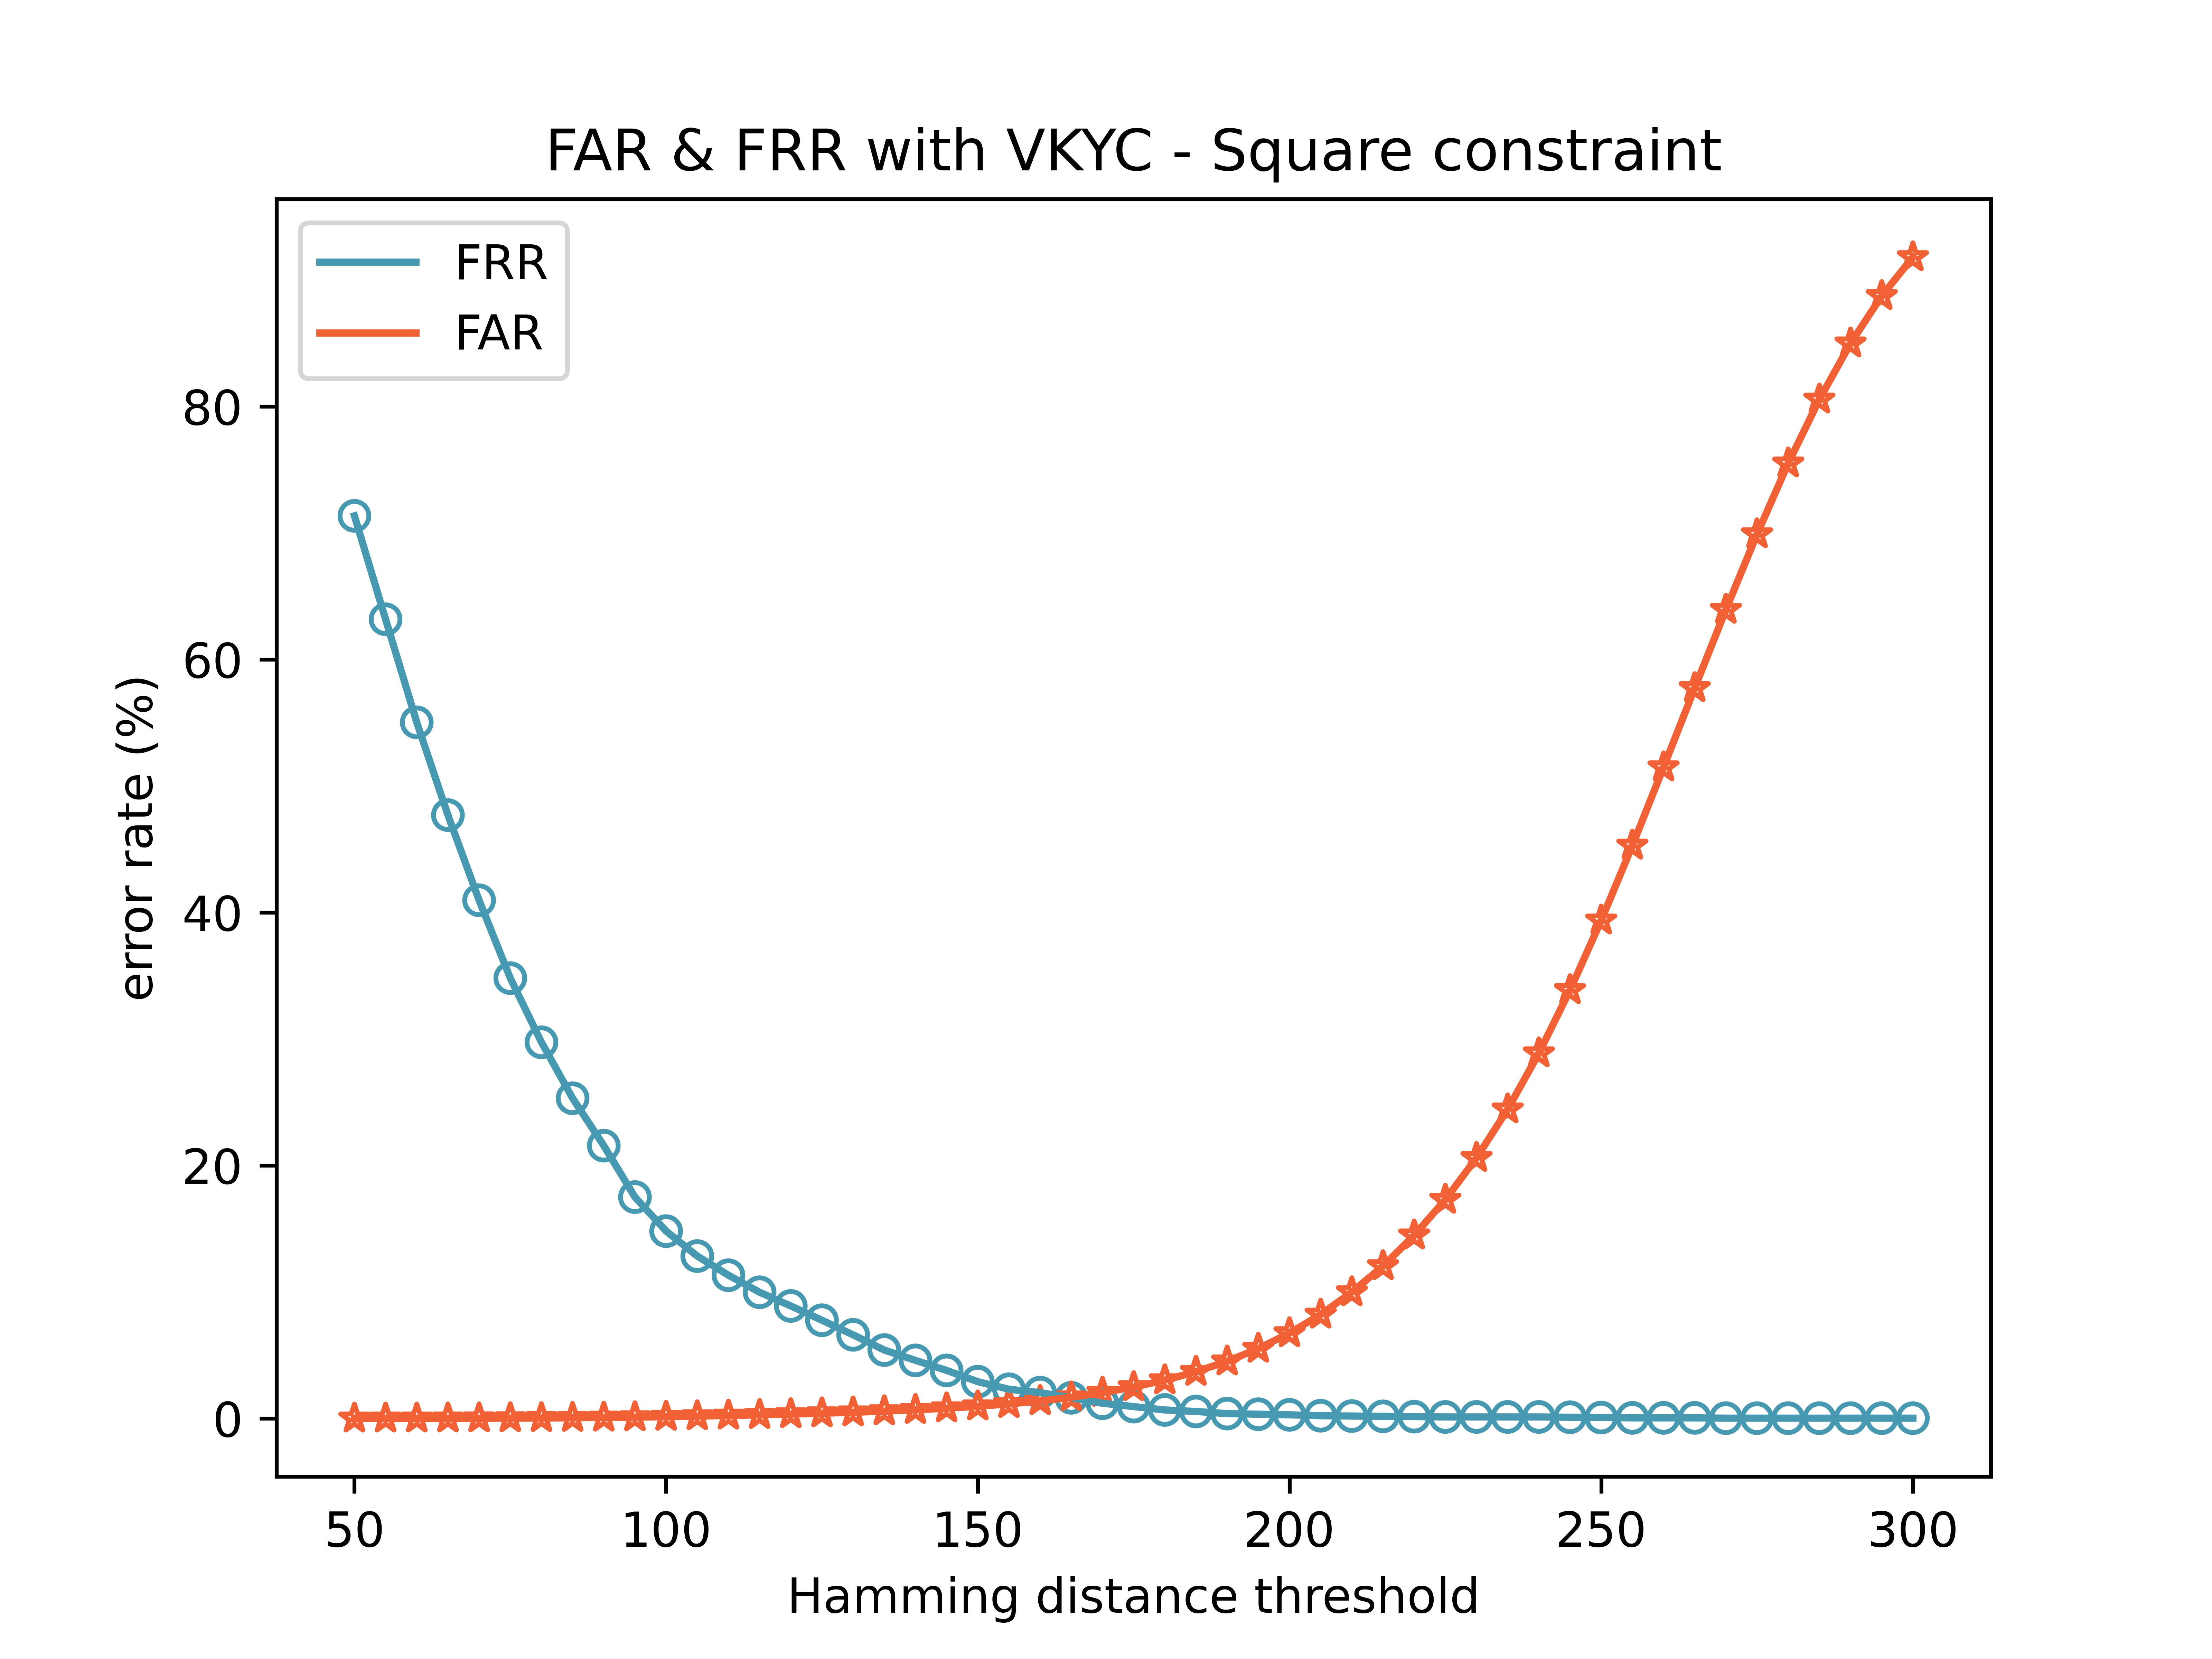 FAR & FRR with VKYC - Square constraint
FRR
FAR
80
60
40
20
0
error rate (%)
50 100 150 200 250 300
Hamming distance threshold